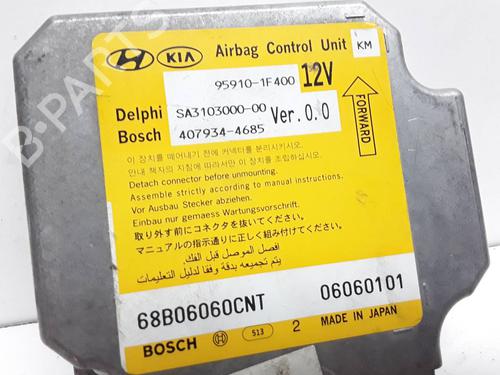 HYUNDAI KIA Airbag Control Unit KM
95910-1F400 12V
Delphi SA3103000-00 Ver.0.0
Bosch 407934-4685
FORWARD
이 장치를 떼어내기 전에 커넥터를 분리시키시오.
안내 책자의 지침에 따라서만 이 장치를 조립하십시오.
Detach connector before unmounting.
Assemble strictly according to manual instructions.
Vor Ausbau Stecker abziehen.
Einbau nur gemaess Wartungsvorschrift.
取り外す前にコネクタを抜いてください。
マニュアルの指示通りに正しく組み付けてください。
افصل الموصل قبل الفك.
يتم تجميعه بدقة وفقا لدليل التعليمات
68B06060CNT 06060101
BOSCH 513 2 MADE IN JAPAN